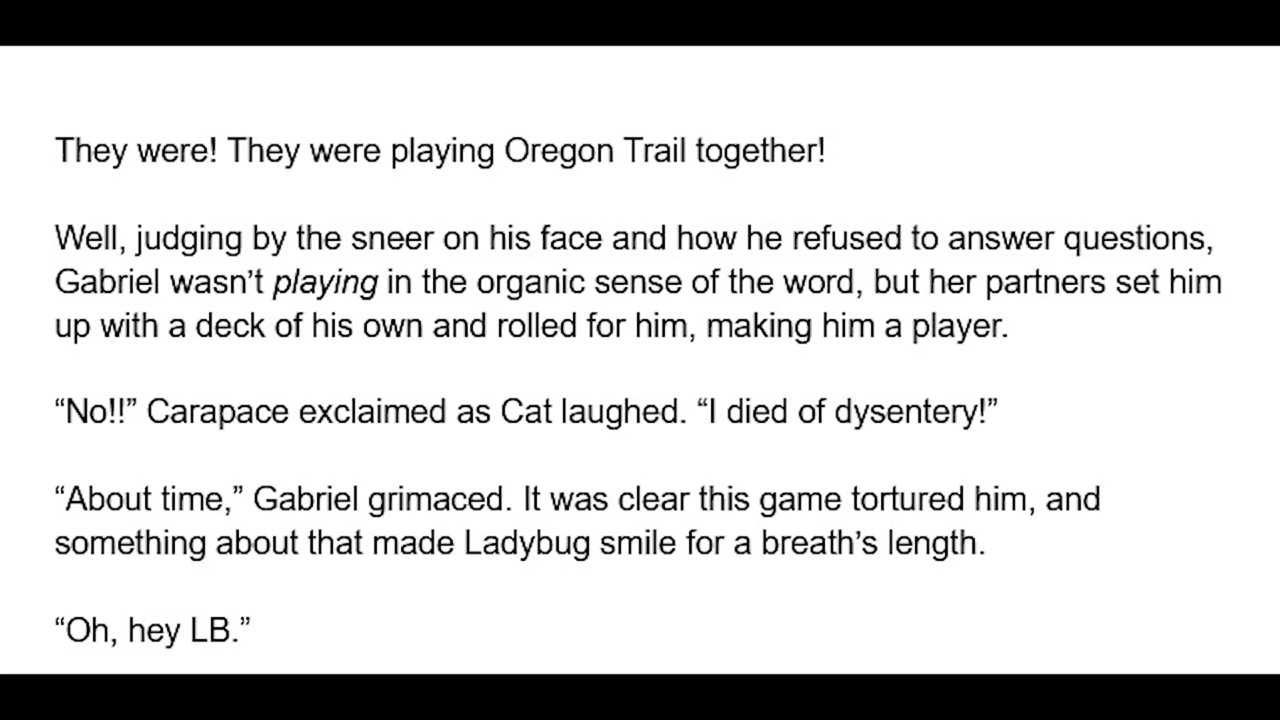 They were! They were playing Oregon Trail together!
Well, judging by the sneer on his face and how he refused to answer questions,
Gabriel wasn’t playing in the organic sense of the word, but her partners set him
up with a deck of his own and rolled for him, making him a player.
“No!!” Carapace exclaimed as Cat laughed. “I died of dysentery!”
“About time,” Gabriel grimaced. It was clear this game tortured him, and
something about that made Ladybug smile for a breath’s length.
“Oh, hey LB.”